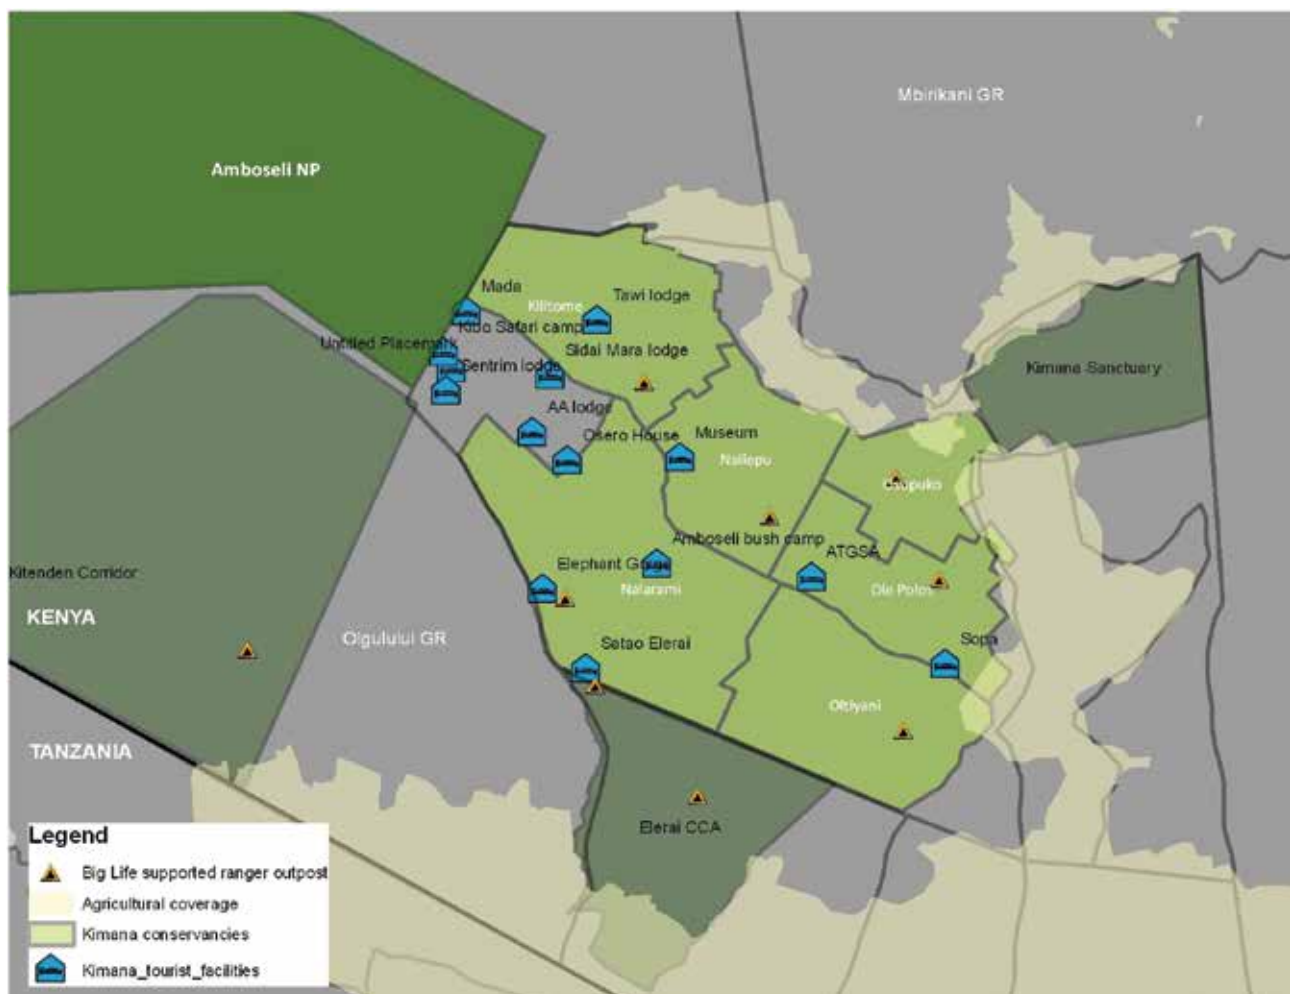 Mbirikani GR
Amboseli NP
Mada
Kilitome
Tawi lodge
Kibo Safari camp
Untitled Placemark
Sidai Mara lodge
Sentrim lodge
Kimana Sanctuary
AA lodge
Osero House
Museum
Nailepu
Osupuko
Amboseli bush camp
ATGSA
Elephant Gorge
Kitenden Corridor
Nalarami
Ole Polos
KENYA
Olgulului GR
Satao Elerai
Sopa
Oltiyani
TANZANIA
Elerai CCA
Legend
Big Life supported ranger outpost
Agricultural coverage
Kimana conservancies
Kimana_tourist_facilities